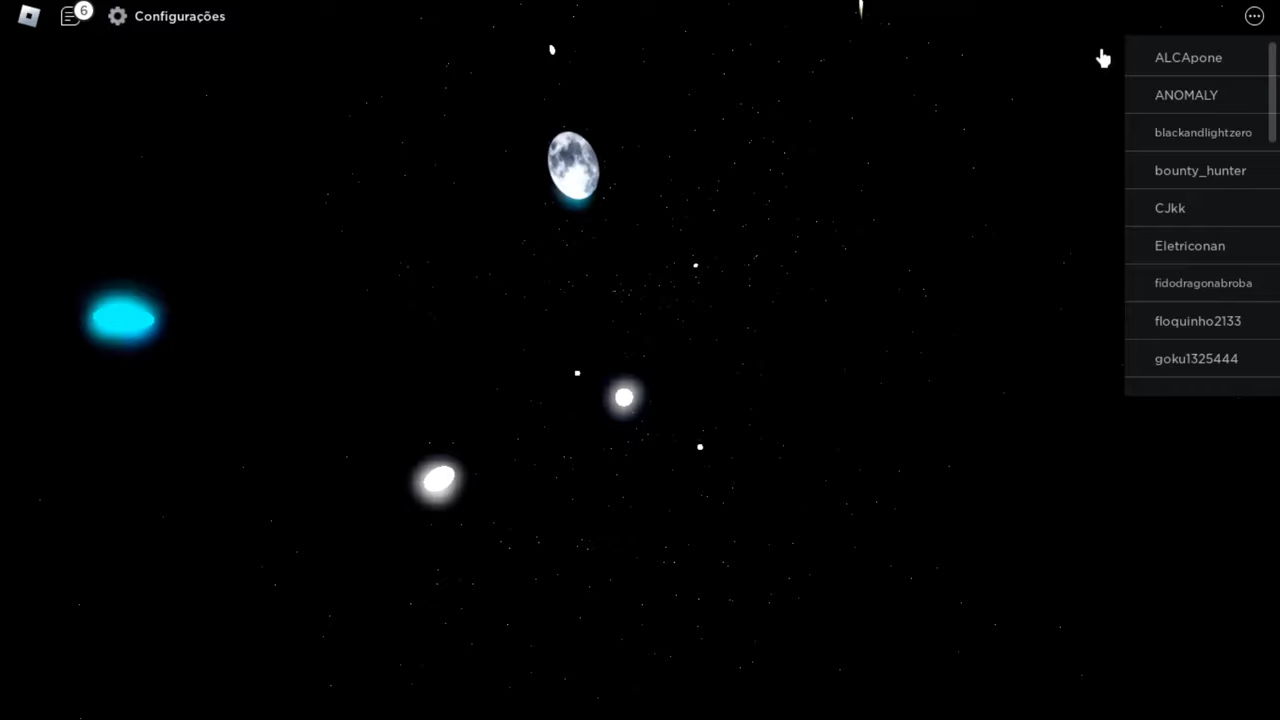 6
Configurações
ALCApone
ANOMALY
blackandlightzero
bounty_hunter
CJkk
Eletriconan
fidodragonabroba
floquinho2133
goku1325444